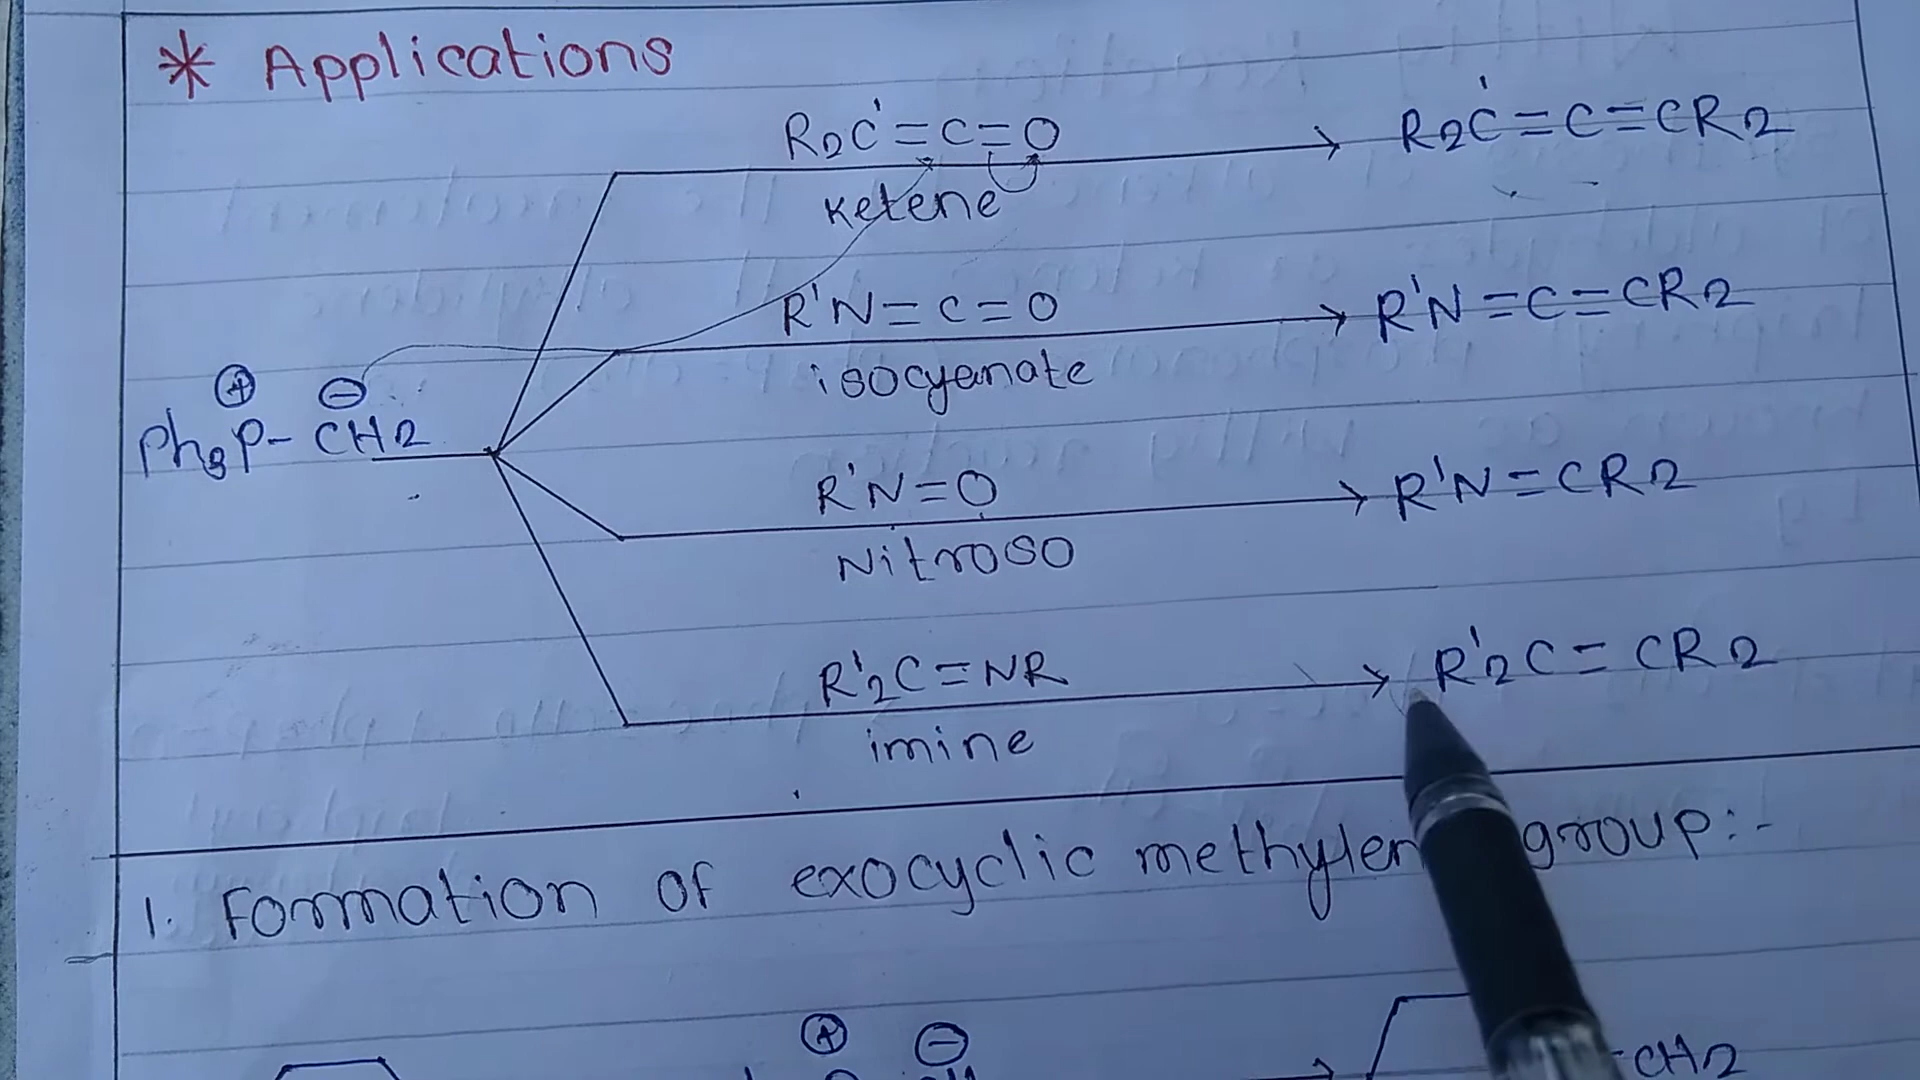 * Applications
R2C'=C=O → R2C'=C=CR2
Ketene
R'N=C=O → R'N=C=CR2
isocyanate
⊕ ⊖
Ph3P-CH2
R'N=O → R'N=CR2
Nitroso
R'2C=NR → R'2C=CR2
imine
1. Formation of exocyclic methylen group:-
⊕ ⊖
-CH2